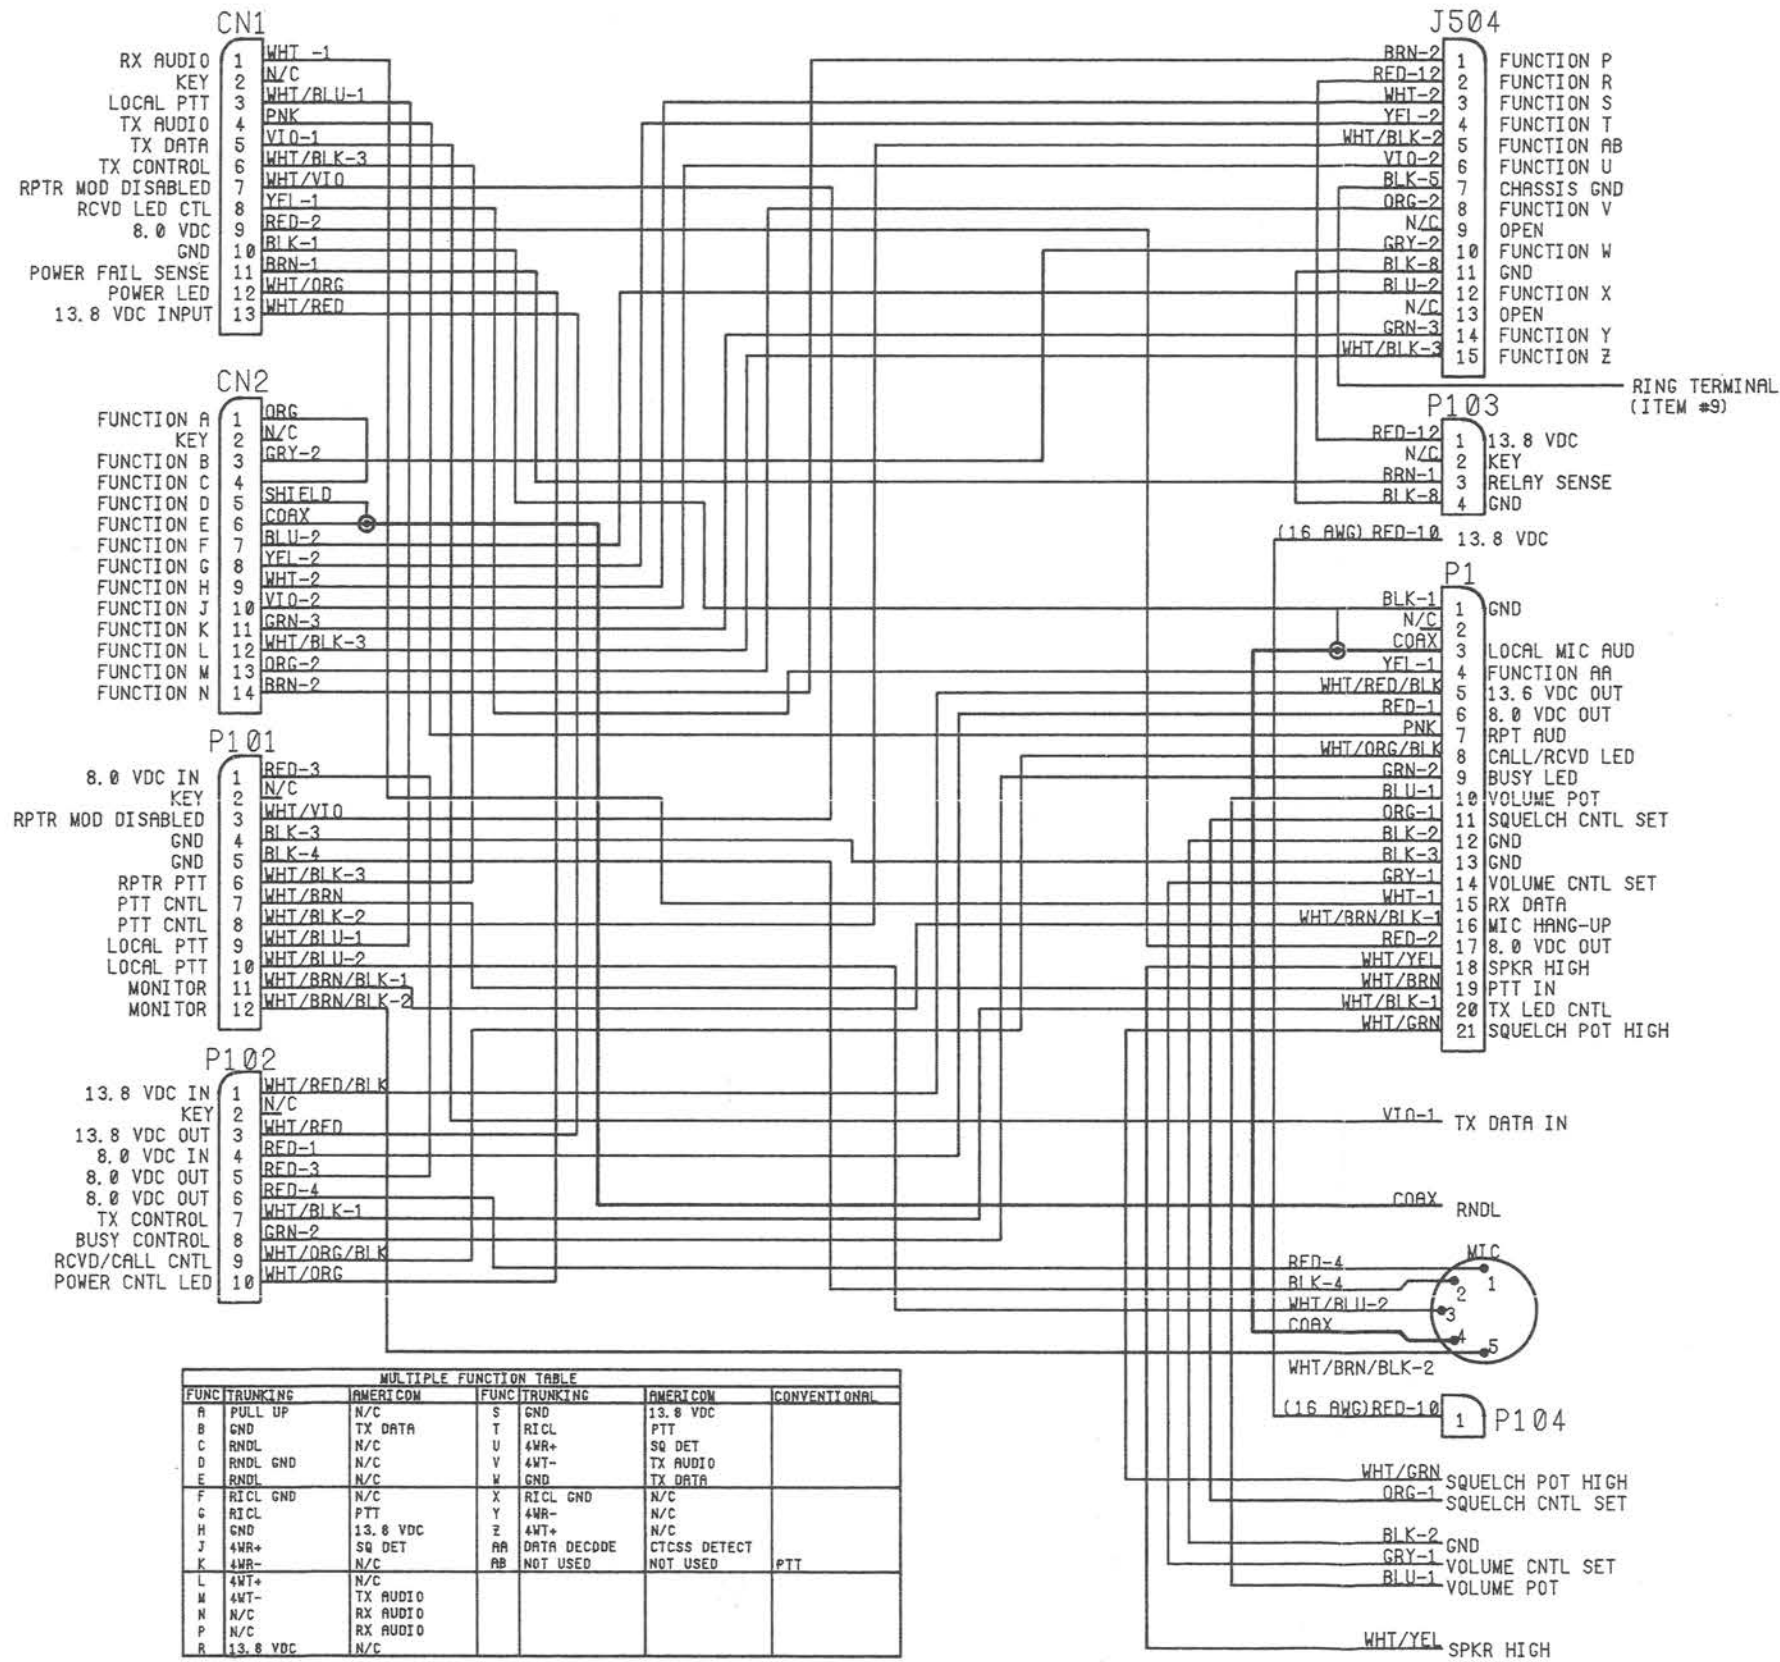 CN1
RX AUDIO 1 WHT -1
KEY 2 N/C
LOCAL PTT 3 WHT/BLU-1
TX AUDIO 4 PNK
TX DATA 5 VIO-1
TX CONTROL 6 WHT/BLK-3
RPTR MOD DISABLED 7 WHT/VIO
RCVD LED CTL 8 YEL-1
8.0 VDC 9 RED-2
GND 10 BLK-1
POWER FAIL SENSE 11 BRN-1
POWER LED 12 WHT/ORG
13.8 VDC INPUT 13 WHT/RED
CN2
FUNCTION A 1 ORG
KEY 2 N/C
FUNCTION B 3 GRY-2
FUNCTION C 4
FUNCTION D 5 SHIELD
FUNCTION E 6 COAX
FUNCTION F 7 BLU-2
FUNCTION G 8 YEL-2
FUNCTION H 9 WHT-2
FUNCTION J 10 VIO-2
FUNCTION K 11 GRN-3
FUNCTION L 12 WHT/BLK-3
FUNCTION M 13 ORG-2
FUNCTION N 14 BRN-2
P101
8.0 VDC IN 1 RED-3
KEY 2 N/C
RPTR MOD DISABLED 3 WHT/VIO
GND 4 BLK-3
GND 5 BLK-4
RPTR PTT 6 WHT/BLK-3
PTT CNTL 7 WHT/BRN
PTT CNTL 8 WHT/BLK-2
LOCAL PTT 9 WHT/BLU-1
LOCAL PTT 10 WHT/BLU-2
MONITOR 11 WHT/BRN/BLK-1
MONITOR 12 WHT/BRN/BLK-2
P102
13.8 VDC IN 1 WHT/RED/BLK
KEY 2 N/C
13.8 VDC OUT 3 WHT/RED
8.0 VDC IN 4 RED-1
8.0 VDC OUT 5 RED-3
8.0 VDC OUT 6 RED-4
TX CONTROL 7 WHT/BLK-1
BUSY CONTROL 8 GRN-2
RCVD/CALL CNTL 9 WHT/ORG/BLK
POWER CNTL LED 10 WHT/ORG
J504
BRN-2 1 FUNCTION P
RED-12 2 FUNCTION R
WHT-2 3 FUNCTION S
YEL-2 4 FUNCTION T
WHT/BLK-2 5 FUNCTION AB
VIO-2 6 FUNCTION U
BLK-5 7 CHASSIS GND
ORG-2 8 FUNCTION V
N/C 9 OPEN
GRY-2 10 FUNCTION W
BLK-8 11 GND
BLU-2 12 FUNCTION X
N/C 13 OPEN
GRN-3 14 FUNCTION Y
WHT/BLK-3 15 FUNCTION Z
RING TERMINAL
(ITEM #9)
P103
RED-12 1 13.8 VDC
N/C 2 KEY
BRN-1 3 RELAY SENSE
BLK-8 4 GND
(16 AWG) RED-10 13.8 VDC
P1
BLK-1 1 GND
N/C 2
COAX 3 LOCAL MIC AUD
YEL-1 4 FUNCTION AA
WHT/RED/BLK 5 13.6 VDC OUT
RED-1 6 8.0 VDC OUT
PNK 7 RPT AUD
WHT/ORG/BLK 8 CALL/RCVD LED
GRN-2 9 BUSY LED
BLU-1 10 VOLUME POT
ORG-1 11 SQUELCH CNTL SET
BLK-2 12 GND
BLK-3 13 GND
GRY-1 14 VOLUME CNTL SET
WHT-1 15 RX DATA
WHT/BRN/BLK-1 16 MIC HANG-UP
RED-2 17 8.0 VDC OUT
WHT/YEL 18 SPKR HIGH
WHT/BRN 19 PTT IN
WHT/BLK-1 20 TX LED CNTL
WHT/GRN 21 SQUELCH POT HIGH
VIO-1 TX DATA IN
COAX RNDL
MIC
RED-4 1
BLK-4 2
WHT/BLU-2 3
COAX 4
WHT/BRN/BLK-2 5
(16 AWG)RED-10 1 P104
WHT/GRN SQUELCH POT HIGH
ORG-1 SQUELCH CNTL SET
BLK-2 GND
GRY-1 VOLUME CNTL SET
BLU-1 VOLUME POT
WHT/YEL SPKR HIGH
MULTIPLE FUNCTION TABLE
FUNC TRUNKING AMERICOM FUNC TRUNKING AMERICOM CONVENTIONAL
A PULL UP N/C S GND 13.8 VDC
B GND TX DATA T RICL PTT
C RNDL N/C U 4WR+ SQ DET
D RNDL GND N/C V 4WT- TX AUDIO
E RNDL N/C W GND TX DATA
F RICL GND N/C X RICL GND N/C
G RICL PTT Y 4WR- N/C
H GND 13.8 VDC Z 4WT+ N/C
J 4WR+ SQ DET AA DATA DECODE CTCSS DETECT
K 4WR- N/C AB NOT USED NOT USED PTT
L 4WT+ N/C
M 4WT- TX AUDIO
N N/C RX AUDIO
P N/C RX AUDIO
R 13.8 VDC N/C